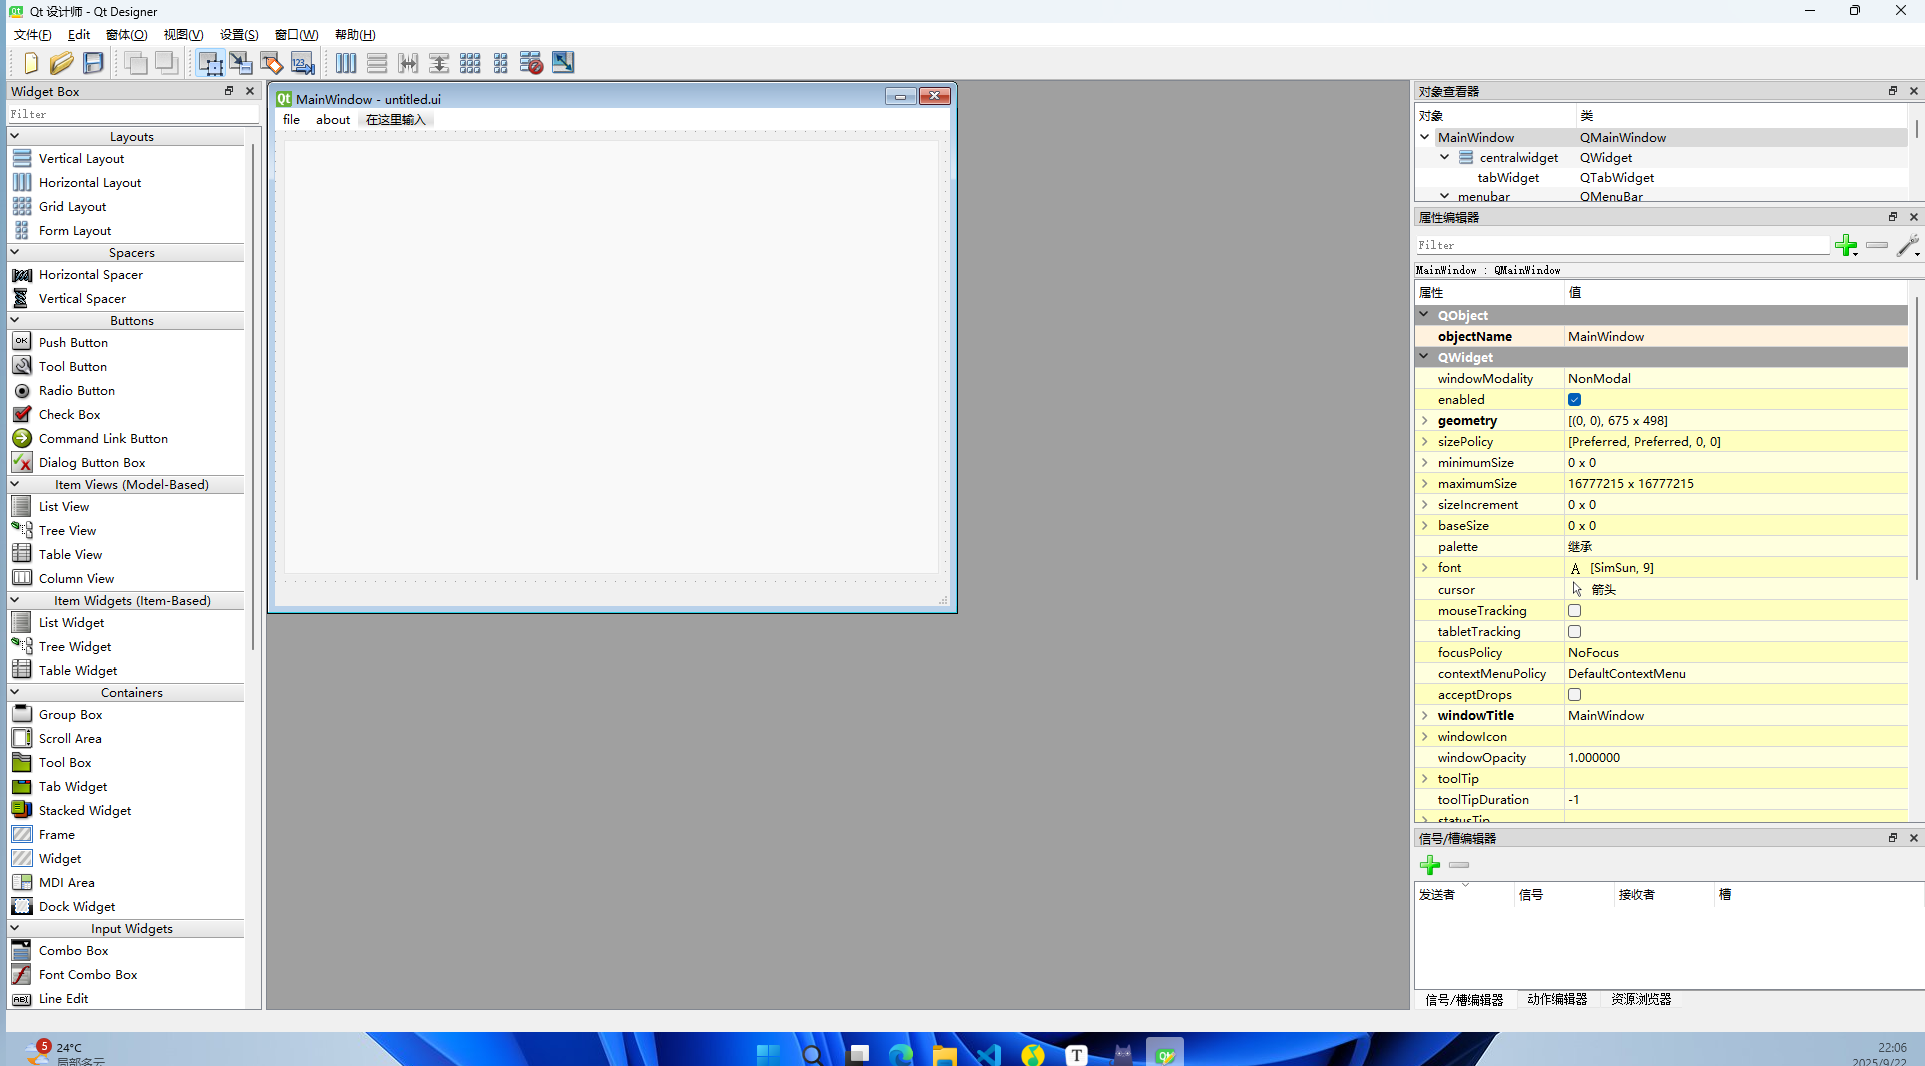 Qt 设计师 - Qt Designer
文件(F) Edit 窗体(O) 视图(V) 设置(S) 窗口(W) 帮助(H)
Widget Box
Filter
Layouts
Vertical Layout
Horizontal Layout
Grid Layout
Form Layout
Spacers
Horizontal Spacer
Vertical Spacer
Buttons
Push Button
Tool Button
Radio Button
Check Box
Command Link Button
Dialog Button Box
Item Views (Model-Based)
List View
Tree View
Table View
Column View
Item Widgets (Item-Based)
List Widget
Tree Widget
Table Widget
Containers
Group Box
Scroll Area
Tool Box
Tab Widget
Stacked Widget
Frame
Widget
MDI Area
Dock Widget
Input Widgets
Combo Box
Font Combo Box
Line Edit
MainWindow - untitled.ui
file about 在这里输入
对象查看器
对象 类
MainWindow QMainWindow
centralwidget QWidget
tabWidget QTabWidget
menubar QMenuBar
属性编辑器
Filter
MainWindow : QMainWindow
属性 值
QObject
objectName MainWindow
QWidget
windowModality NonModal
enabled
geometry [(0, 0), 675 x 498]
sizePolicy [Preferred, Preferred, 0, 0]
minimumSize 0 x 0
maximumSize 16777215 x 16777215
sizeIncrement 0 x 0
baseSize 0 x 0
palette 继承
font A [SimSun, 9]
cursor 箭头
mouseTracking
tabletTracking
focusPolicy NoFocus
contextMenuPolicy DefaultContextMenu
acceptDrops
windowTitle MainWindow
windowIcon
windowOpacity 1.000000
toolTip
toolTipDuration -1
statusTip
信号/槽编辑器
发送者 信号 接收者 槽
信号/槽编辑器 动作编辑器 资源浏览器
5 24°C
局部多云
22:06
2025/9/22